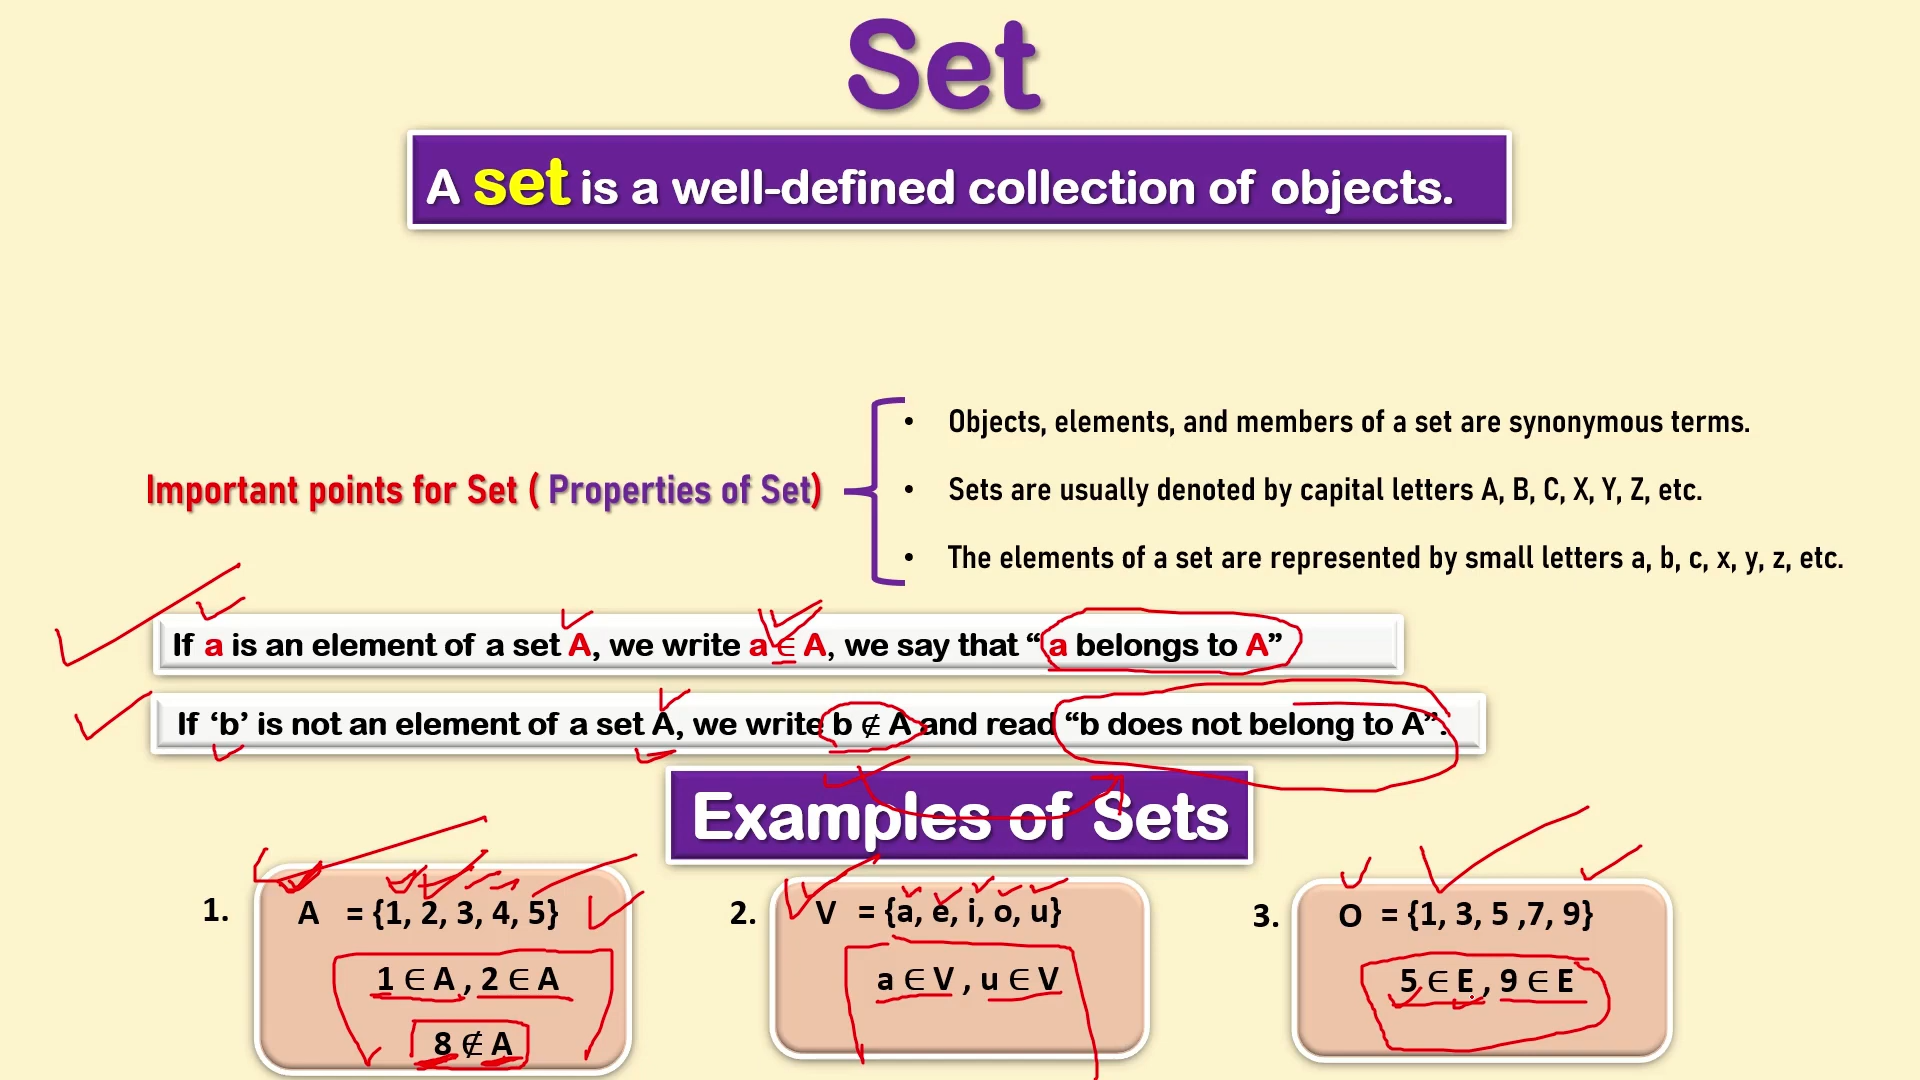 Set
A set is a well-defined collection of objects.
Important points for Set ( Properties of Set)
• Objects, elements, and members of a set are synonymous terms.
• Sets are usually denoted by capital letters A, B, C, X, Y, Z, etc.
• The elements of a set are represented by small letters a, b, c, x, y, z, etc.
If a is an element of a set A, we write a ∈ A, we say that “a belongs to A”
If ‘b’ is not an element of a set A, we write b ∉ A and read “b does not belong to A”.
Examples of Sets
1. A = {1, 2, 3, 4, 5}
1 ∈ A , 2 ∈ A
8 ∉ A
2. V = {a, e, i, o, u}
a ∈ V , u ∈ V
3. O = {1, 3, 5 ,7, 9}
5 ∈ E , 9 ∈ E